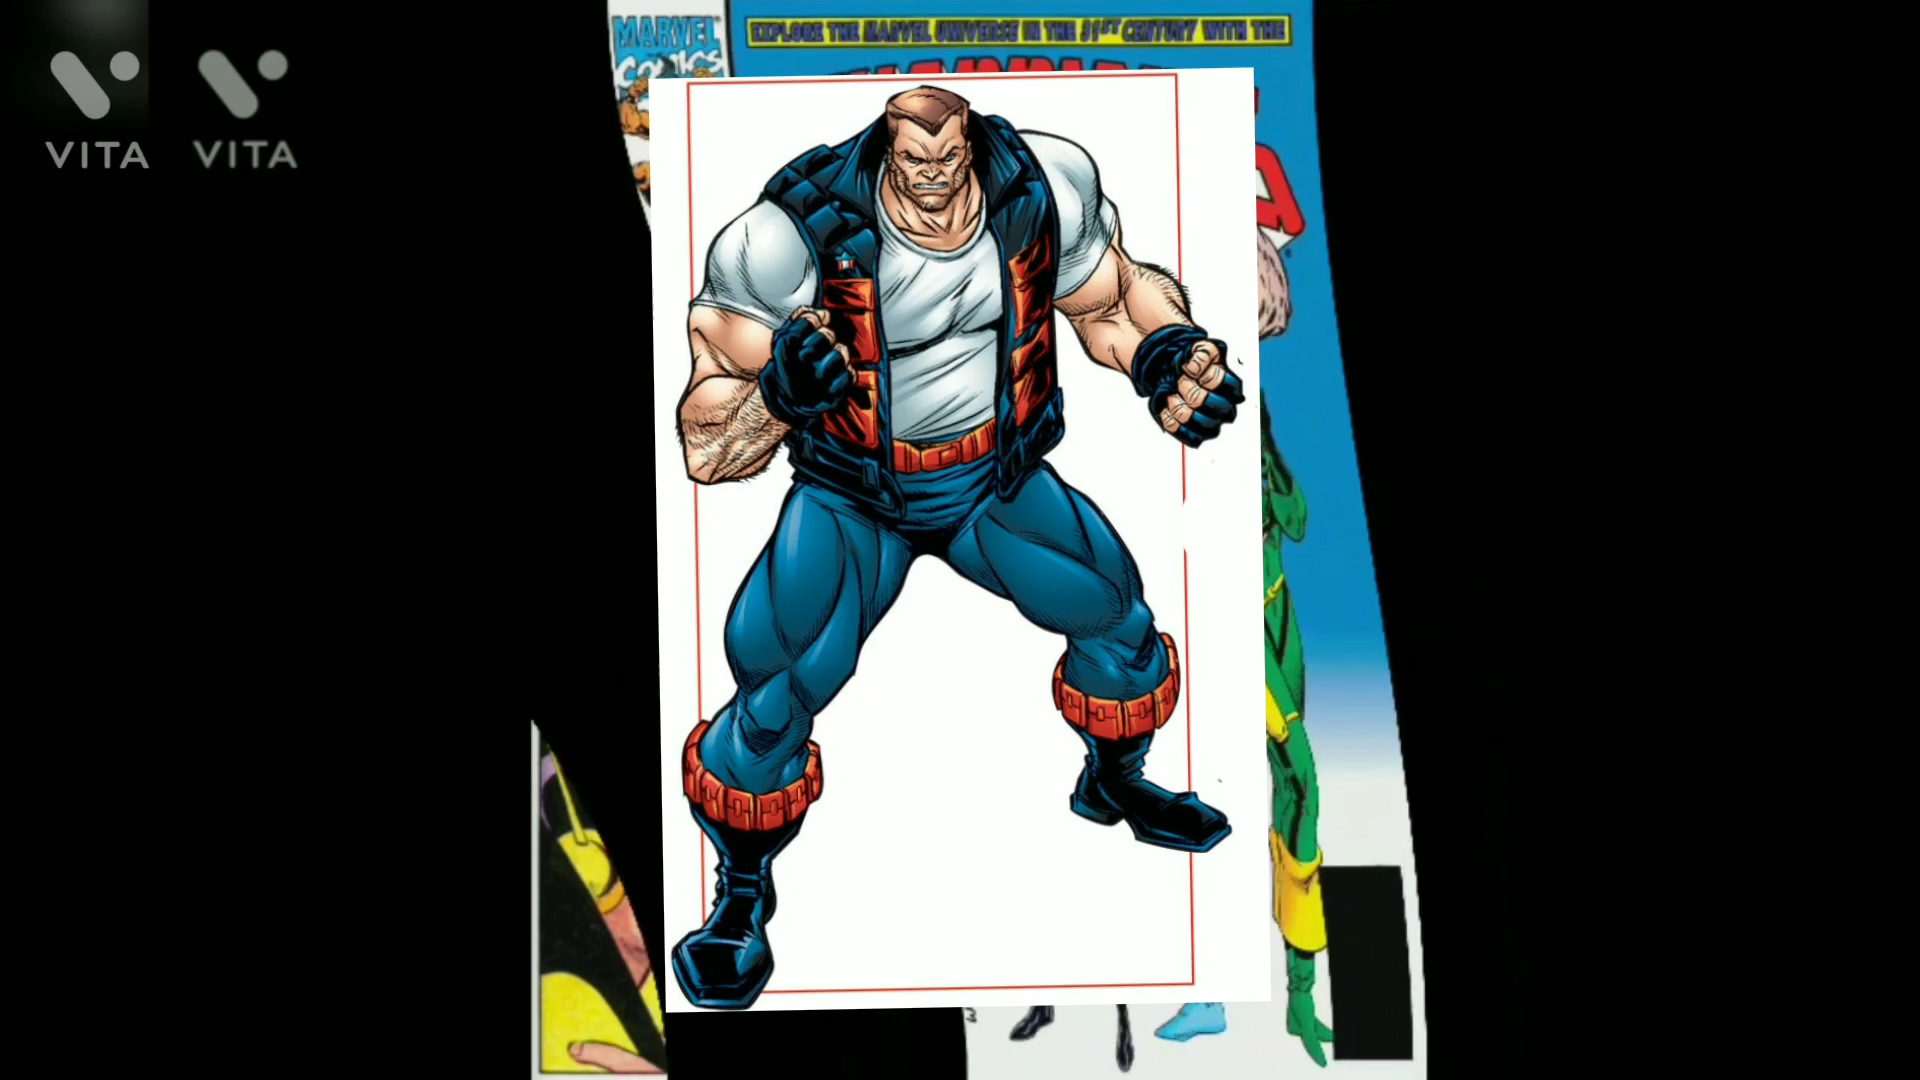 VITA
VITA
MARVEL
COMICS
EXPLORE THE MARVEL UNIVERSE IN THE 31ST CENTURY WITH THE